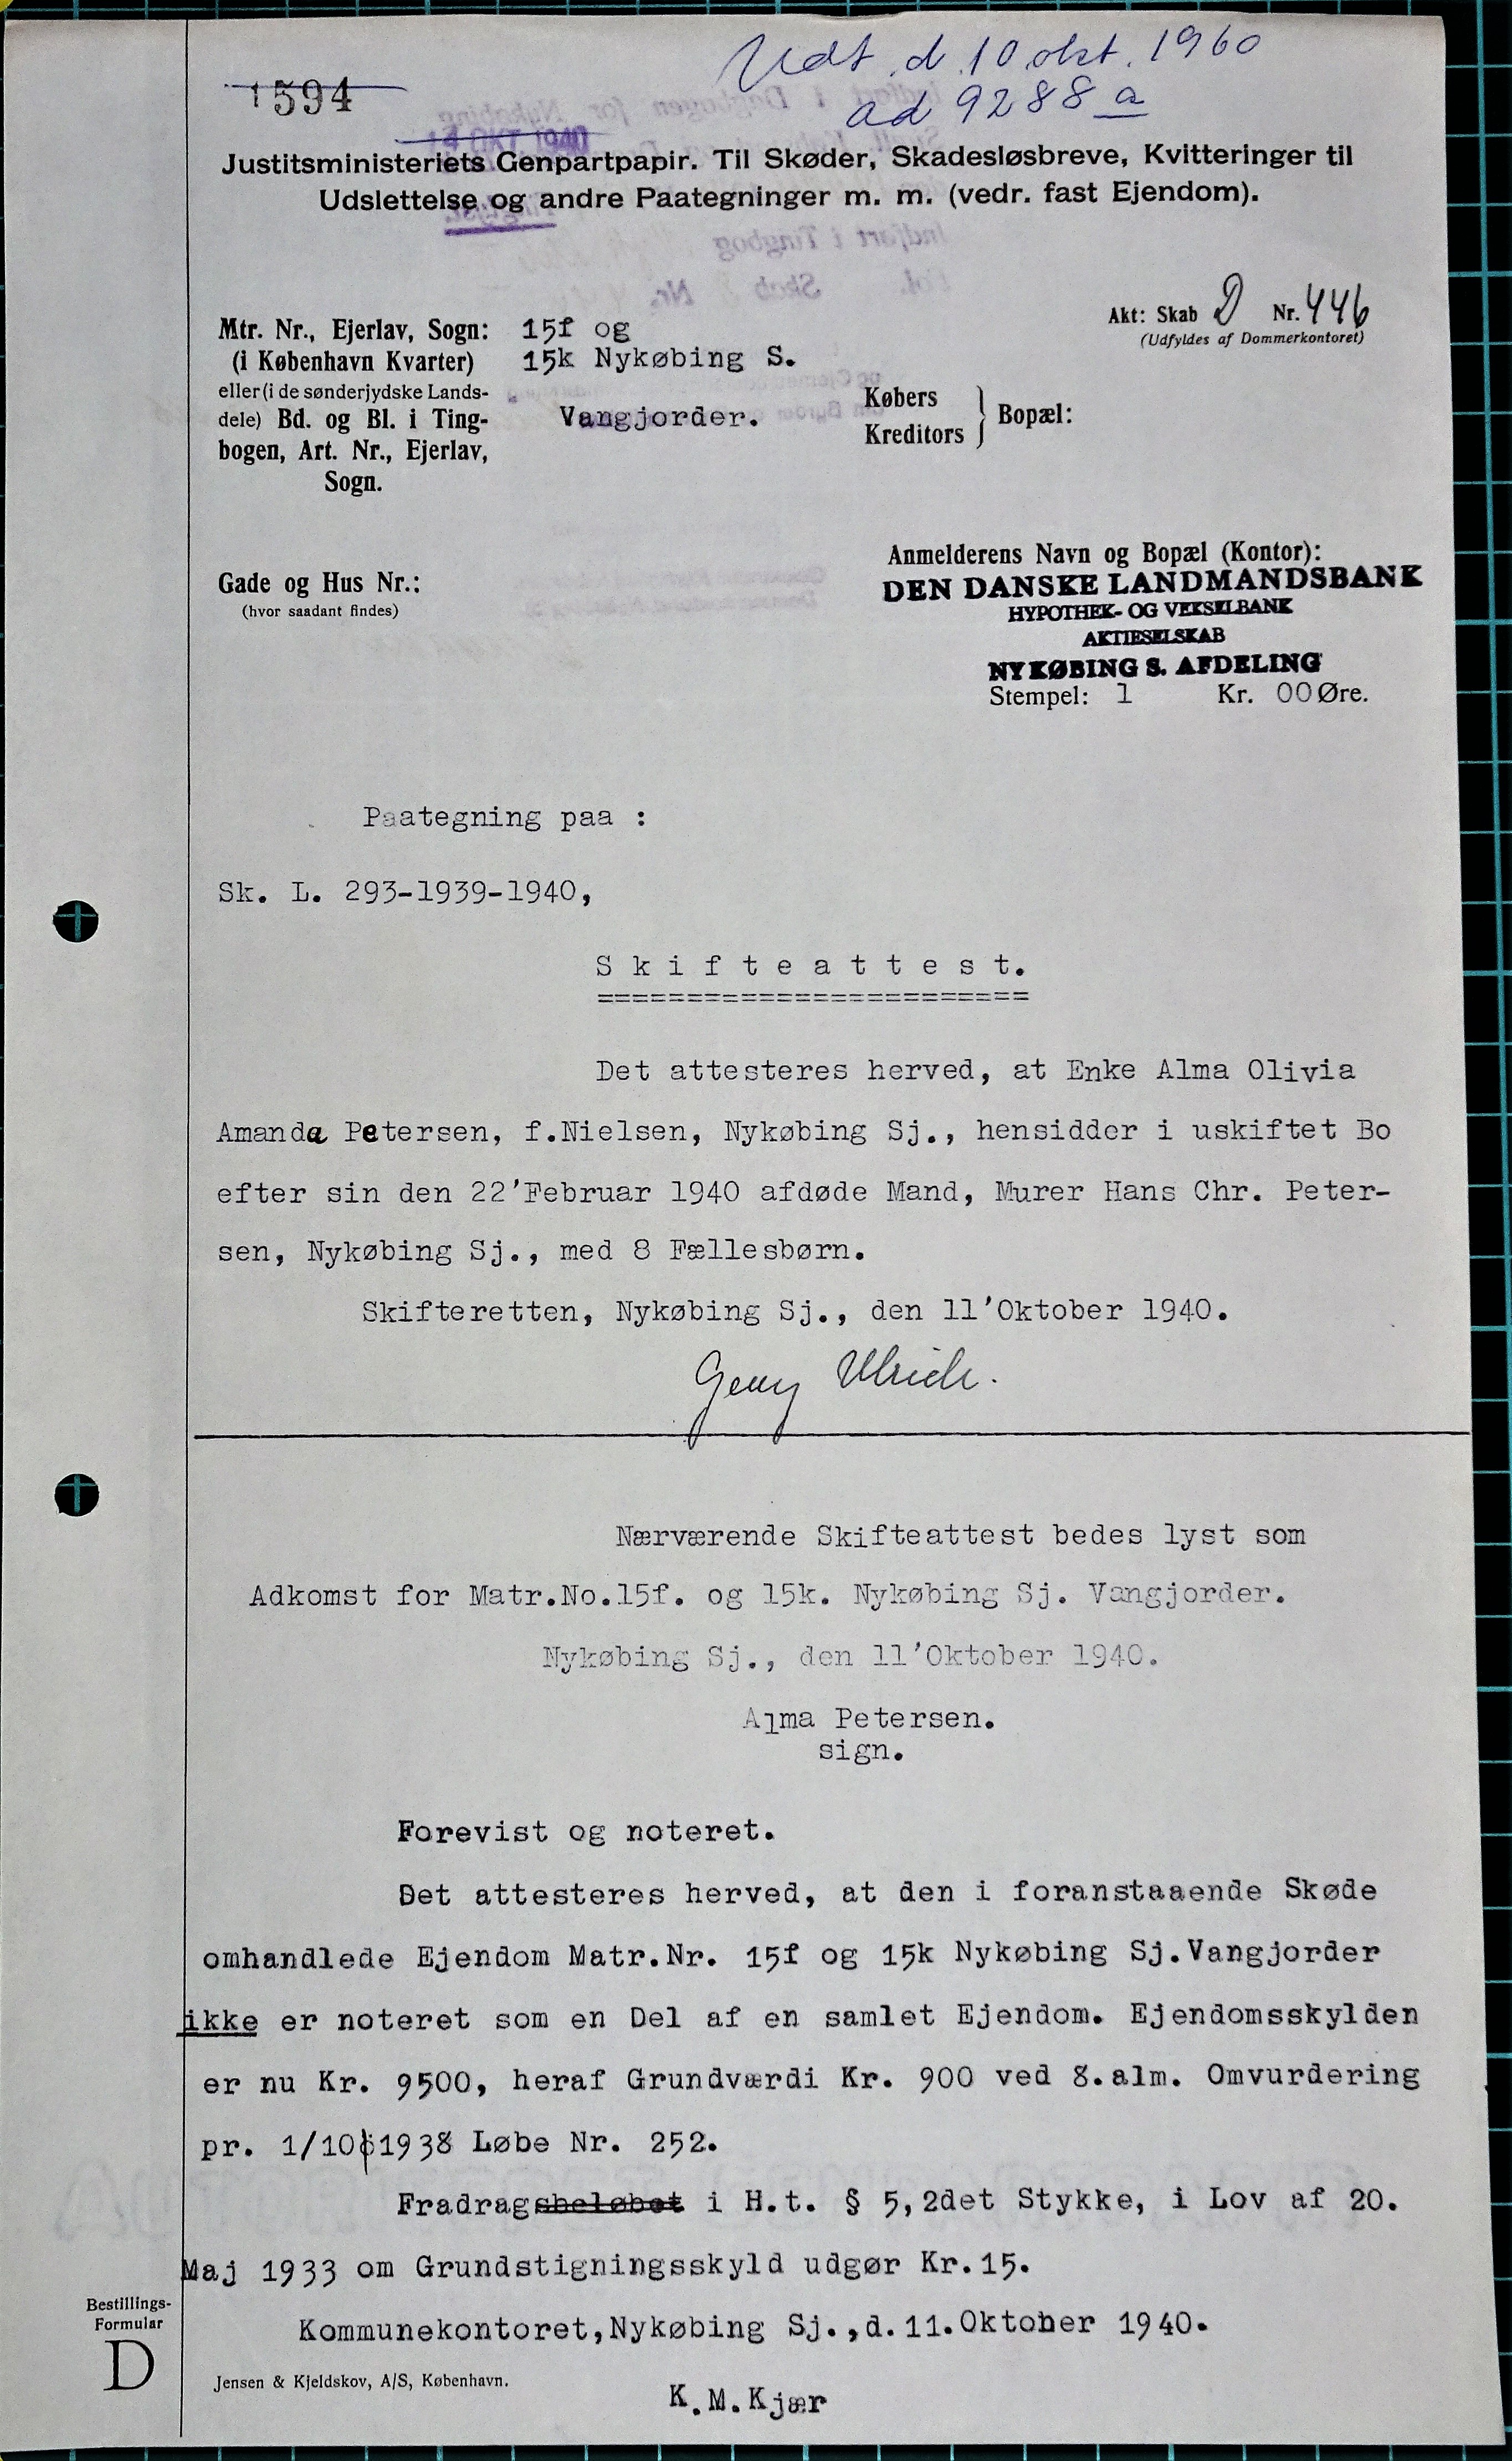 Udt. d. 10 okt. 1960
ad 9288 a
1594
14 OKT. 1940
Justitsministeriets Genpartpapir. Til Skøder, Skadesløsbreve, Kvitteringer til
Udslettelse og andre Paategninger m. m. (vedr. fast Ejendom).
Akt: Skab D Nr. 446
(Udfyldes af Dommerkontoret)
Mtr. Nr., Ejerlav, Sogn: 15f og
(i København Kvarter) 15k Nykøbing S.
eller (i de sønderjydske Lands-
dele) Bd. og Bl. i Ting- Vangjorder.
bogen, Art. Nr., Ejerlav,
Sogn.
Købers
Kreditors } Bopæl:
Gade og Hus Nr.:
(hvor saadant findes)
Anmelderens Navn og Bopæl (Kontor):
DEN DANSKE LANDMANDSBANK
HYPOTHEK- OG VEKSELBANK
AKTIESELSKAB
NYKØBING S. AFDELING
Stempel: 1 Kr. 00 Øre.
Paategning paa :
Sk. L. 293-1939-1940,
S k i f t e a t t e s t.
========================
Det attesteres herved, at Enke Alma Olivia
Amanda Petersen, f.Nielsen, Nykøbing Sj., hensidder i uskiftet Bo
efter sin den 22'Februar 1940 afdøde Mand, Murer Hans Chr. Peter-
sen, Nykøbing Sj., med 8 Fællesbørn.
Skifteretten, Nykøbing Sj., den 11'Oktober 1940.
Georg Ulrich.
Nærværende Skifteattest bedes lyst som
Adkomst for Matr.No.15f. og 15k. Nykøbing Sj. Vangjorder.
Nykøbing Sj., den 11'Oktober 1940.
Alma Petersen.
sign.
Forevist og noteret.
Det attesteres herved, at den i foranstaaende Skøde
omhandlede Ejendom Matr.Nr. 15f og 15k Nykøbing Sj.Vangjorder
ikke er noteret som en Del af en samlet Ejendom. Ejendomsskylden
er nu Kr. 9500, heraf Grundværdi Kr. 900 ved 8.alm. Omvurdering
pr. 1/10 1938 Løbe Nr. 252.
Fradragsbeløbet i H.t. § 5,2det Stykke, i Lov af 20.
Maj 1933 om Grundstigningsskyld udgør Kr.15.
Kommunekontoret,Nykøbing Sj.,d.11.Oktober 1940.
K.M.Kjær
Bestillings-
Formular
D
Jensen & Kjeldskov, A/S, København.